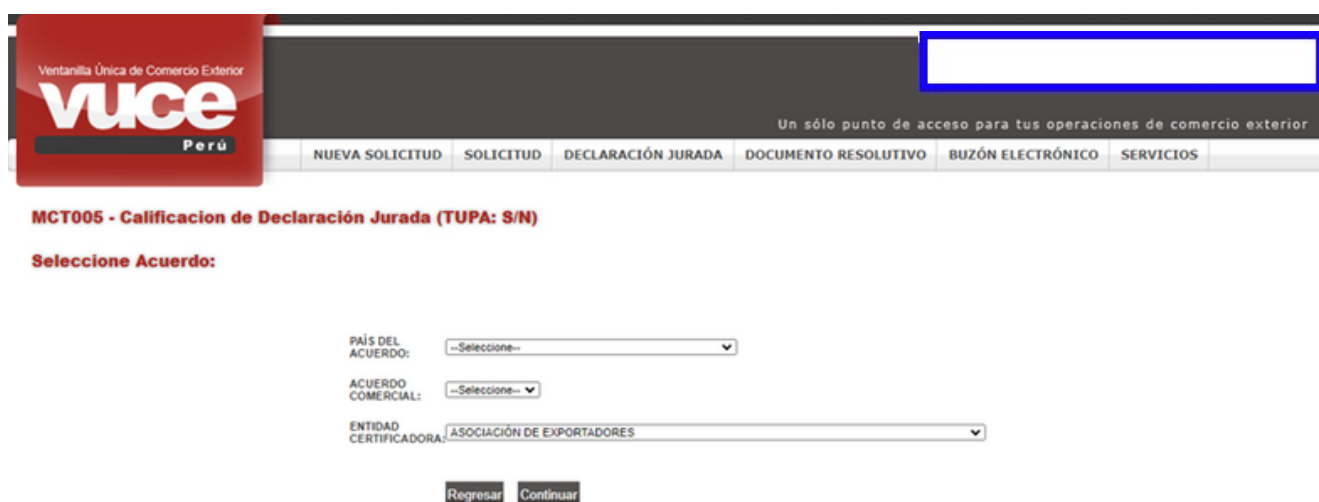 Ventanilla Única de Comercio Exterior
vuce
Perú
Un sólo punto de acceso para tus operaciones de comercio exterior
NUEVA SOLICITUD SOLICITUD DECLARACIÓN JURADA DOCUMENTO RESOLUTIVO BUZÓN ELECTRÓNICO SERVICIOS
MCT005 - Calificacion de Declaración Jurada (TUPA: S/N)
Seleccione Acuerdo:
PAÌS DEL
ACUERDO: --Seleccione--
ACUERDO
COMERCIAL: --Seleccione--
ENTIDAD
CERTIFICADORA: ASOCIACIÓN DE EXPORTADORES
Regresar Continuar